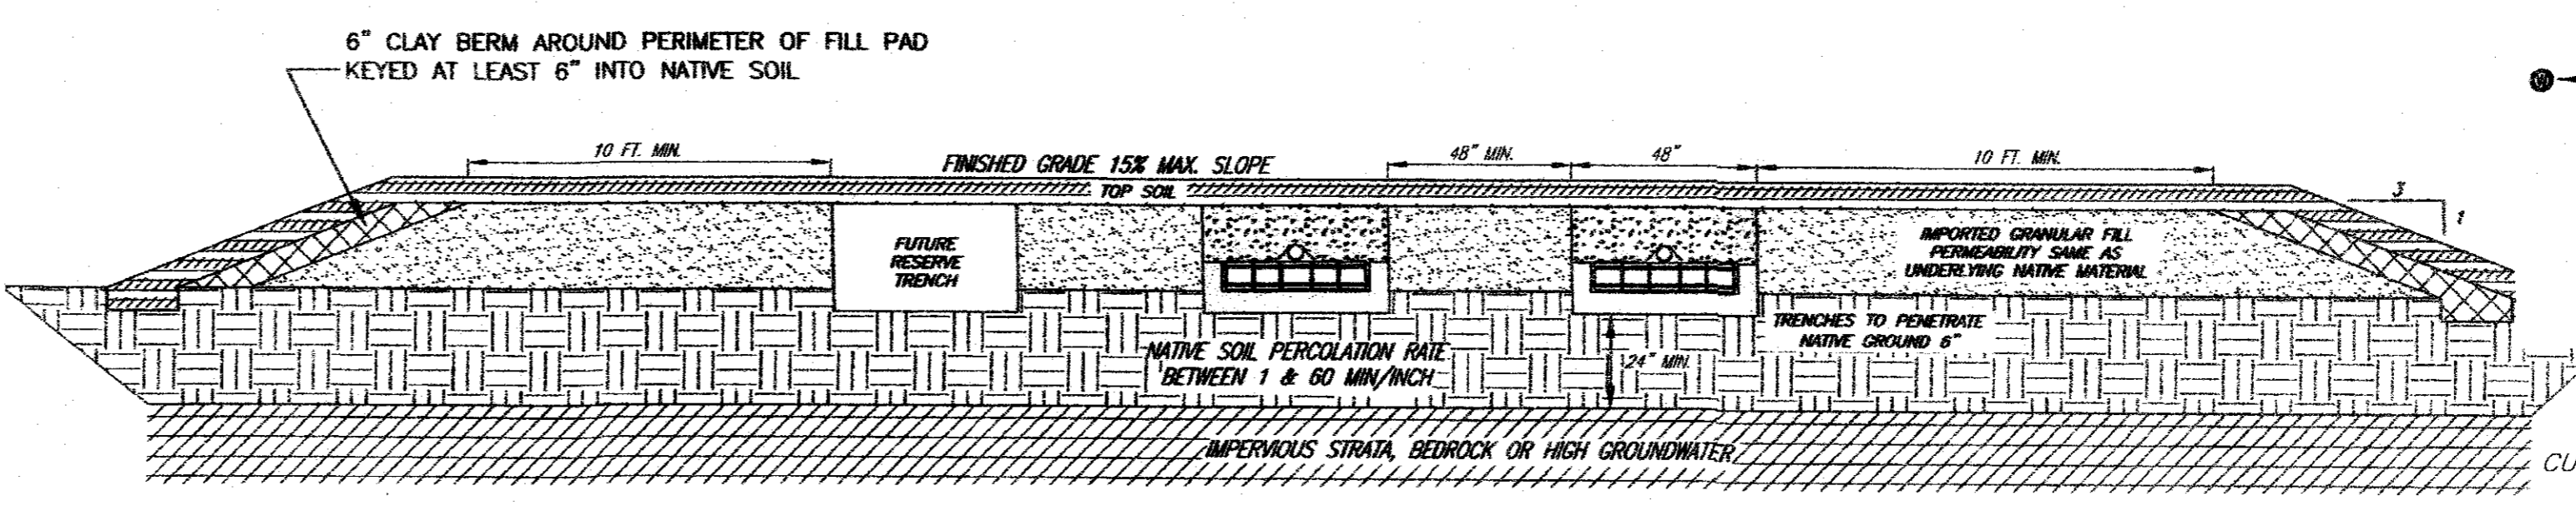 6" CLAY BERM AROUND PERIMETER OF FILL PAD
KEYED AT LEAST 6" INTO NATIVE SOIL
10 FT. MIN.
FINISHED GRADE 15% MAX. SLOPE
48" MIN.
48"
10 FT. MIN.
TOP SOIL
3
1
FUTURE
RESERVE
TRENCH
IMPORTED GRANULAR FILL
PERMEABILITY SAME AS
UNDERLYING NATIVE MATERIAL
TRENCHES TO PENETRATE
NATIVE GROUND 6"
NATIVE SOIL PERCOLATION RATE
BETWEEN 1 & 60 MIN/INCH
24" MIN.
IMPERVIOUS STRATA, BEDROCK OR HIGH GROUNDWATER
CU